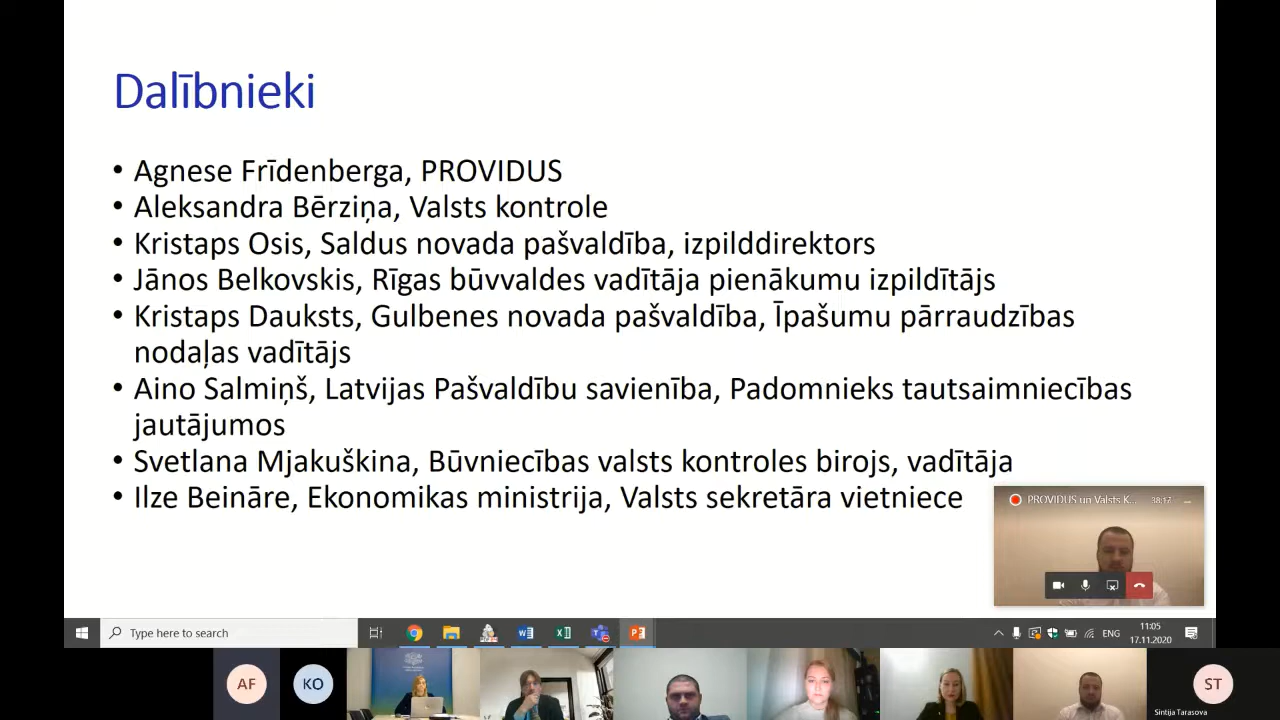 Dalībnieki
• Agnese Frīdenberga, PROVIDUS
• Aleksandra Bērziņa, Valsts kontrole
• Kristaps Osis, Saldus novada pašvaldība, izpilddirektors
• Jānos Belkovskis, Rīgas būvvaldes vadītāja pienākumu izpildītājs
• Kristaps Dauksts, Gulbenes novada pašvaldība, Īpašumu pārraudzības
nodaļas vadītājs
• Aino Salmiņš, Latvijas Pašvaldību savienība, Padomnieks tautsaimniecības
jautājumos
• Svetlana Mjakuškina, Būvniecības valsts kontroles birojs, vadītāja
• Ilze Beināre, Ekonomikas ministrija, Valsts sekretāra vietniece
PROVIDUS un Valsts K... 38:17
Type here to search
ENG
11:05
17.11.2020
AF
KO
ST
Sintija Tarasova